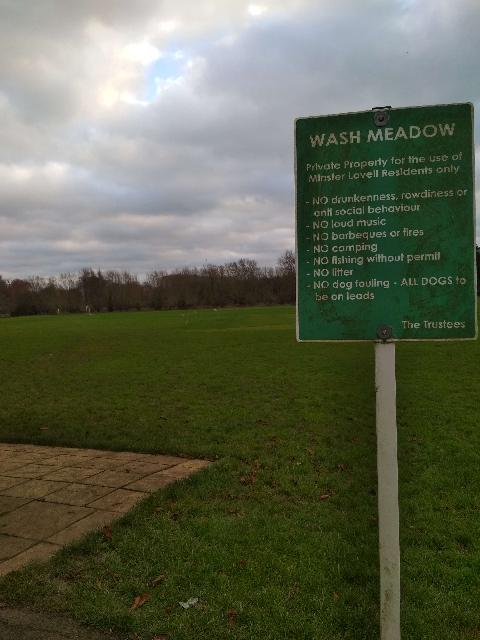 WASH MEADOW
Private Property for the use of
Minster Lovell Residents only
- NO drunkenness, rowdiness or
anti social behaviour
- NO loud music
- NO barbeques or fires
- NO camping
- NO fishing without permit
- NO litter
- NO dog fouling - ALL DOGS to
be on leads
The Trustees